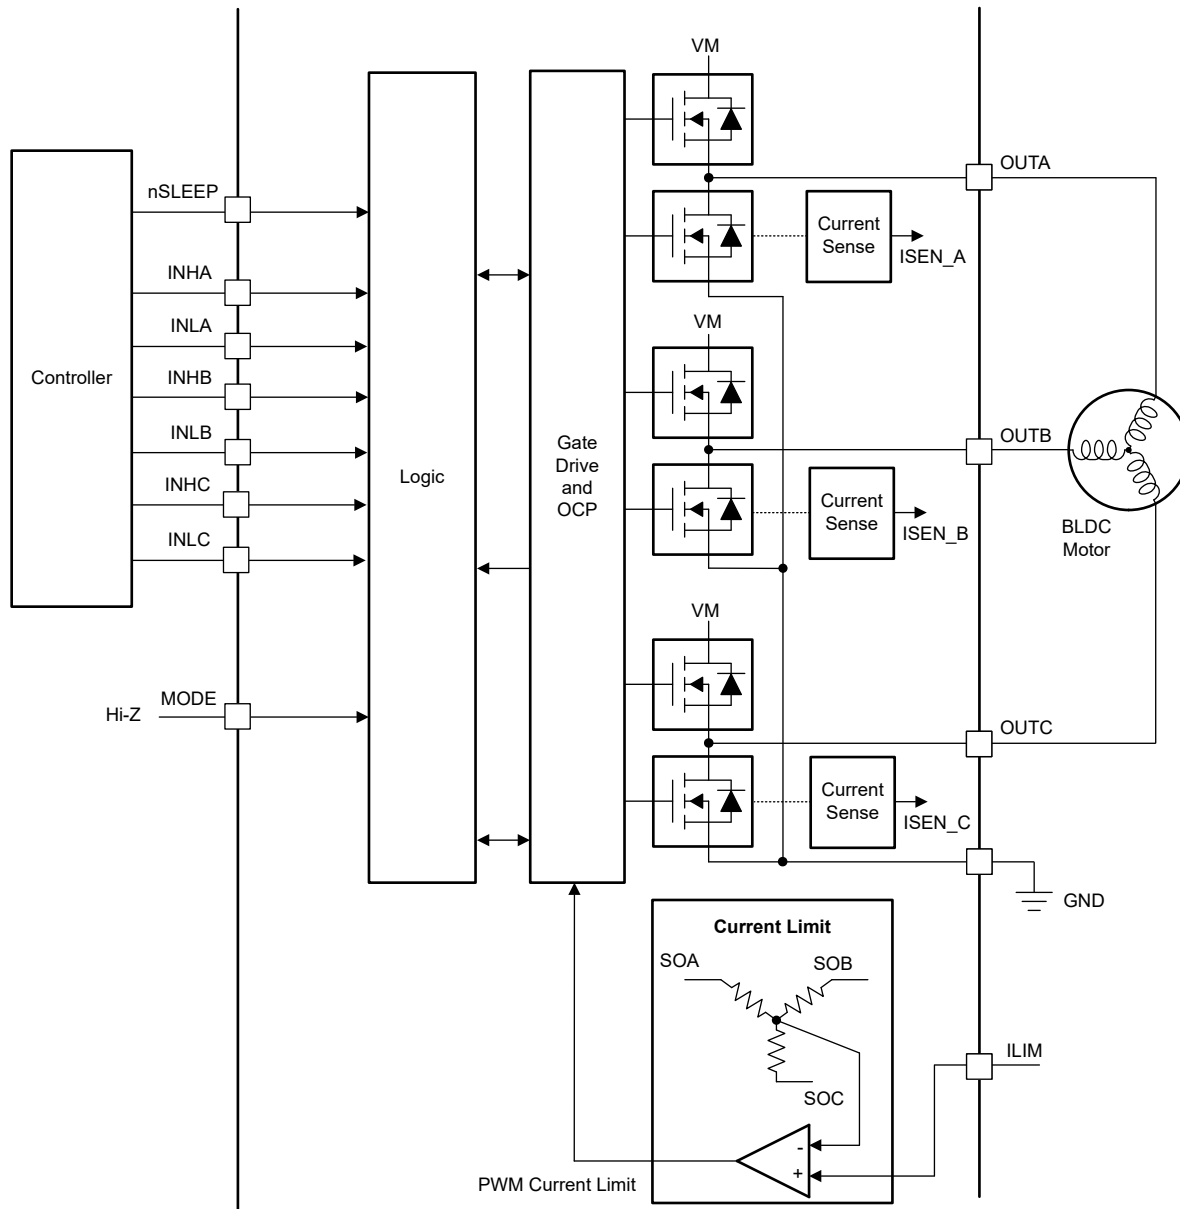 VM
OUTA
nSLEEP
Current
Sense
ISEN_A
INHA
INLA
VM
Controller
INHB
INLB
Logic
Gate
Drive
and
OCP
OUTB
INHC
Current
Sense
ISEN_B
BLDC
Motor
INLC
VM
MODE
Hi-Z
OUTC
Current
Sense
ISEN_C
GND
Current Limit
SOA
SOB
ILIM
SOC
-
+
PWM Current Limit